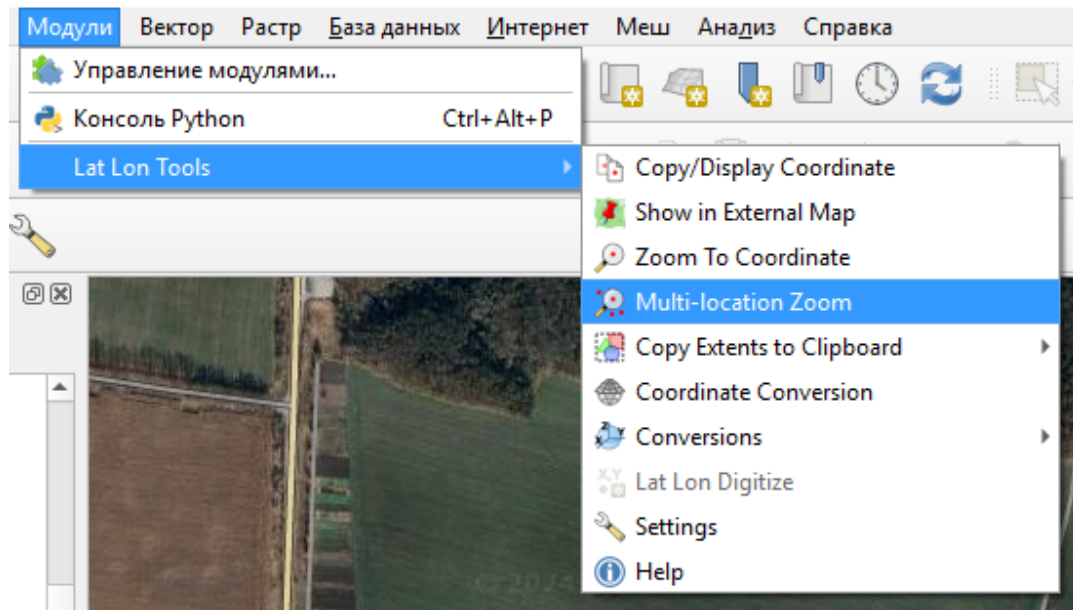 Модули Вектор Растр База данных Интернет Меш Анализ Справка
Управление модулями...
Консоль Python Ctrl+Alt+P
Lat Lon Tools
Copy/Display Coordinate
Show in External Map
Zoom To Coordinate
Multi-location Zoom
Copy Extents to Clipboard
Coordinate Conversion
Conversions
X,Y Lat Lon Digitize
Settings
Help